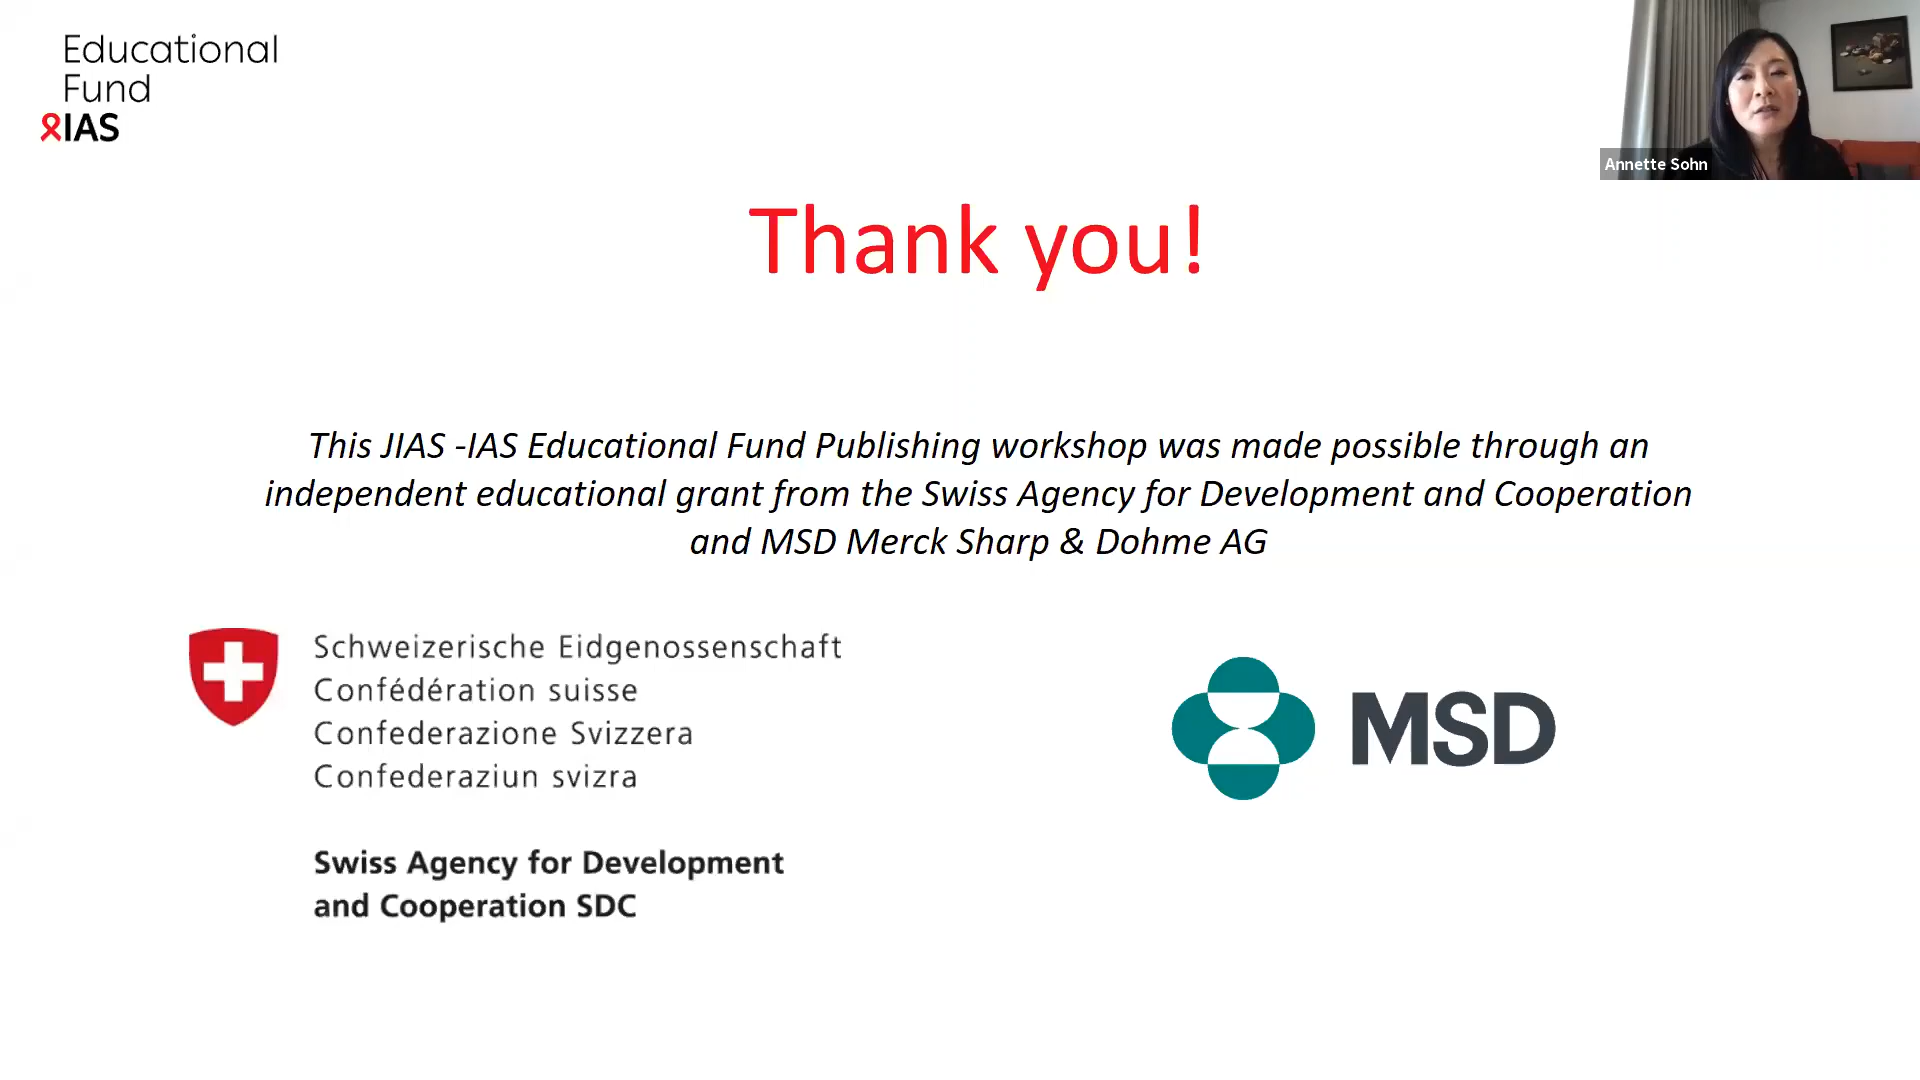 Educational
Fund
IAS
Annette Sohn
Thank you!
This JIAS -IAS Educational Fund Publishing workshop was made possible through an
independent educational grant from the Swiss Agency for Development and Cooperation
and MSD Merck Sharp & Dohme AG
Schweizerische Eidgenossenschaft
Confédération suisse
Confederazione Svizzera
Confederaziun svizra
Swiss Agency for Development
and Cooperation SDC
MSD